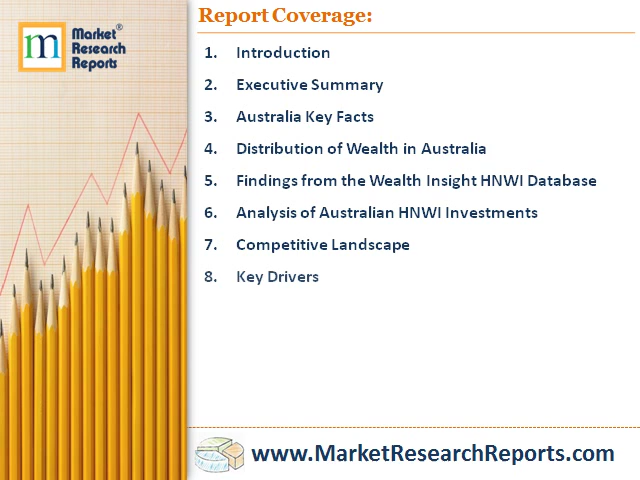 Report Coverage:
m Market®
Research
Reports
1. Introduction
2. Executive Summary
3. Australia Key Facts
4. Distribution of Wealth in Australia
5. Findings from the Wealth Insight HNWI Database
6. Analysis of Australian HNWI Investments
7. Competitive Landscape
8. Key Drivers
www.MarketResearchReports.com